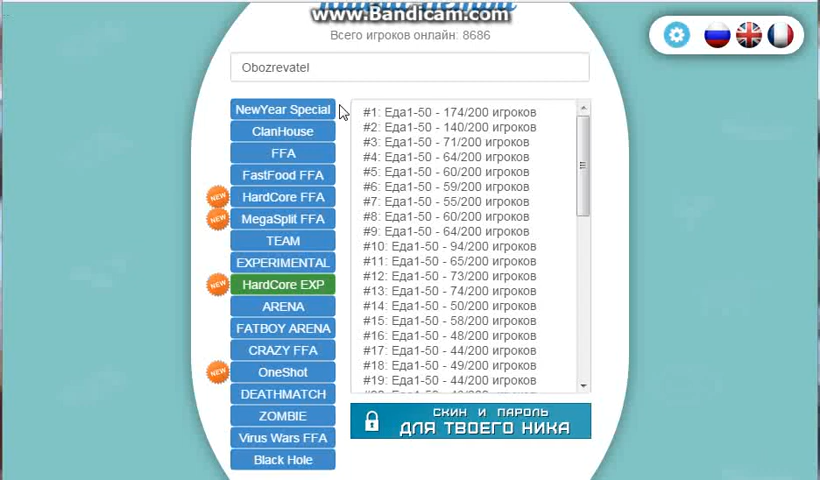 www.Bandicam.com
Всего игроков онлайн: 8686
Obozrevatel
NewYear Special
ClanHouse
FFA
FastFood FFA
NEW HardCore FFA
NEW MegaSplit FFA
TEAM
EXPERIMENTAL
NEW HardCore EXP
ARENA
FATBOY ARENA
CRAZY FFA
NEW OneShot
DEATHMATCH
ZOMBIE
Virus Wars FFA
Black Hole
#1: Еда1-50 - 174/200 игроков
#2: Еда1-50 - 140/200 игроков
#3: Еда1-50 - 71/200 игроков
#4: Еда1-50 - 64/200 игроков
#5: Еда1-50 - 60/200 игроков
#6: Еда1-50 - 59/200 игроков
#7: Еда1-50 - 55/200 игроков
#8: Еда1-50 - 60/200 игроков
#9: Еда1-50 - 64/200 игроков
#10: Еда1-50 - 94/200 игроков
#11: Еда1-50 - 65/200 игроков
#12: Еда1-50 - 73/200 игроков
#13: Еда1-50 - 74/200 игроков
#14: Еда1-50 - 50/200 игроков
#15: Еда1-50 - 58/200 игроков
#16: Еда1-50 - 48/200 игроков
#17: Еда1-50 - 44/200 игроков
#18: Еда1-50 - 49/200 игроков
#19: Еда1-50 - 44/200 игроков
СКИН И ПАРОЛЬ
ДЛЯ ТВОЕГО НИКА